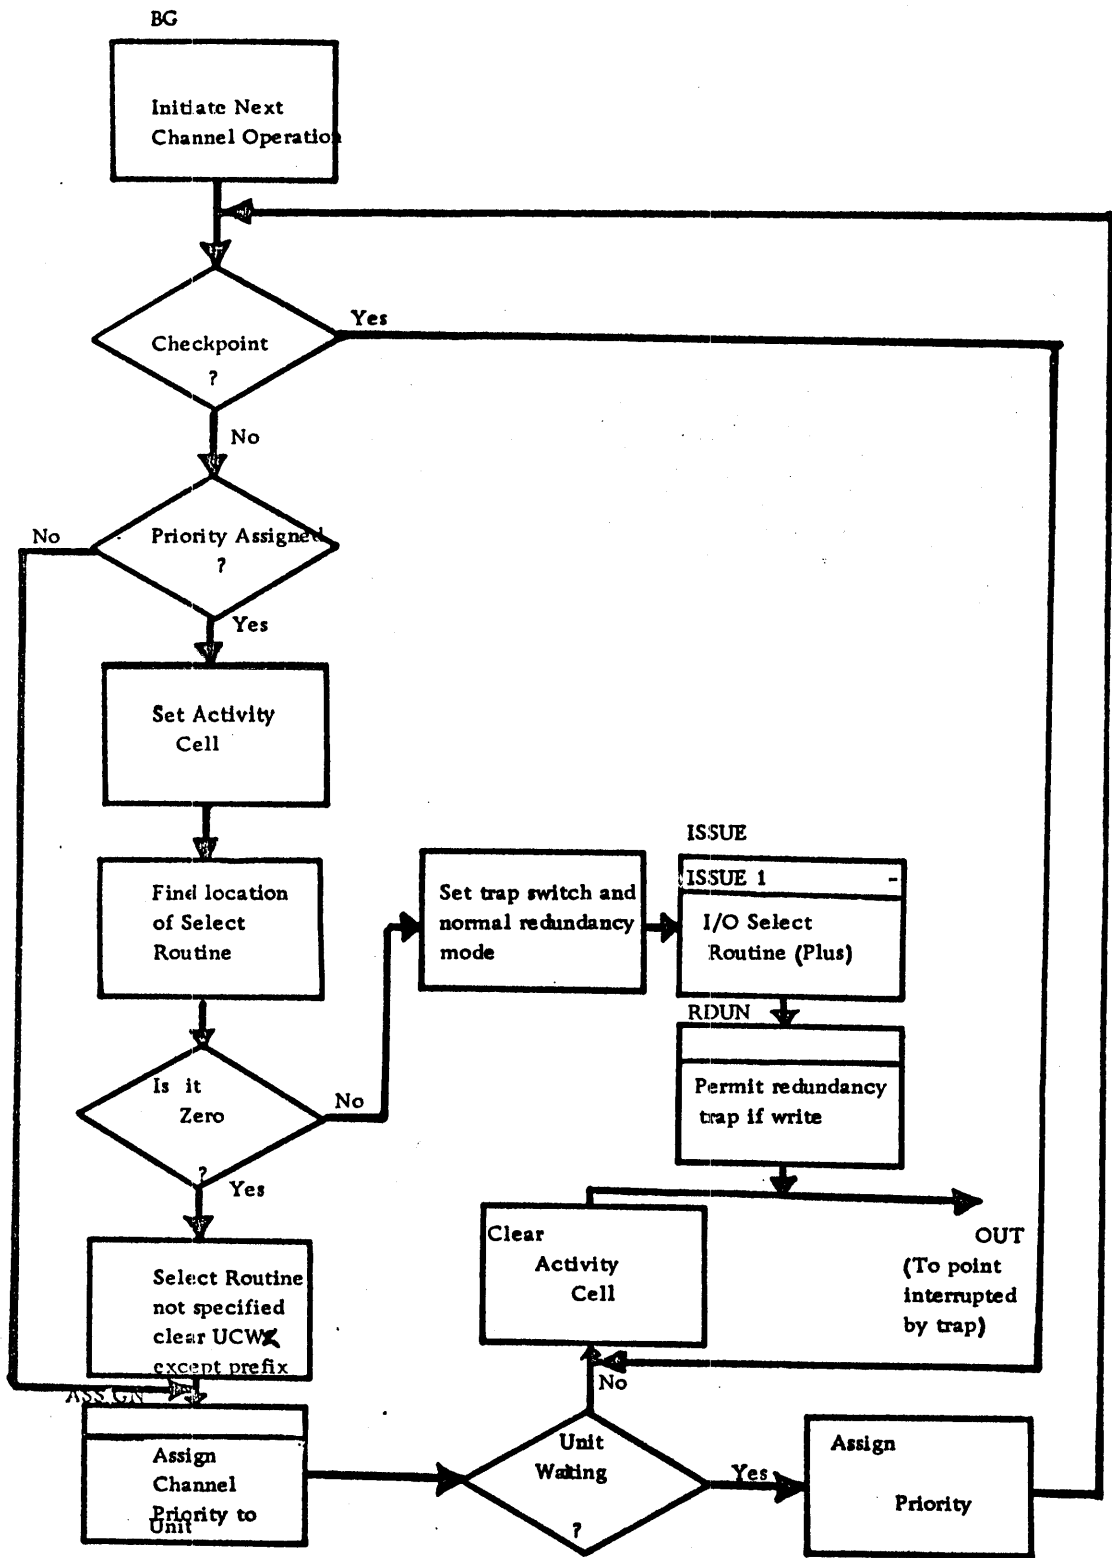 BG
Initiate Next
Channel Operation
Yes
Checkpoint
?
No
No
Priority Assigned
?
Yes
Set Activity
Cell
ISSUE
ISSUE 1 -
Find location
of Select
Routine
Set trap switch and
normal redundancy
mode
I/O Select
Routine (Plus)
RDUN
Is it
Zero
?
No
Yes
Permit redundancy
trap if write
Clear
Activity
Cell
OUT
(To point
interrupted
by trap)
Select Routine
not specified
clear UCWX
except prefix
No
ASSIGN
Assign
Channel
Priority to
Unit
Unit
Waiting
?
Yes
Assign
Priority